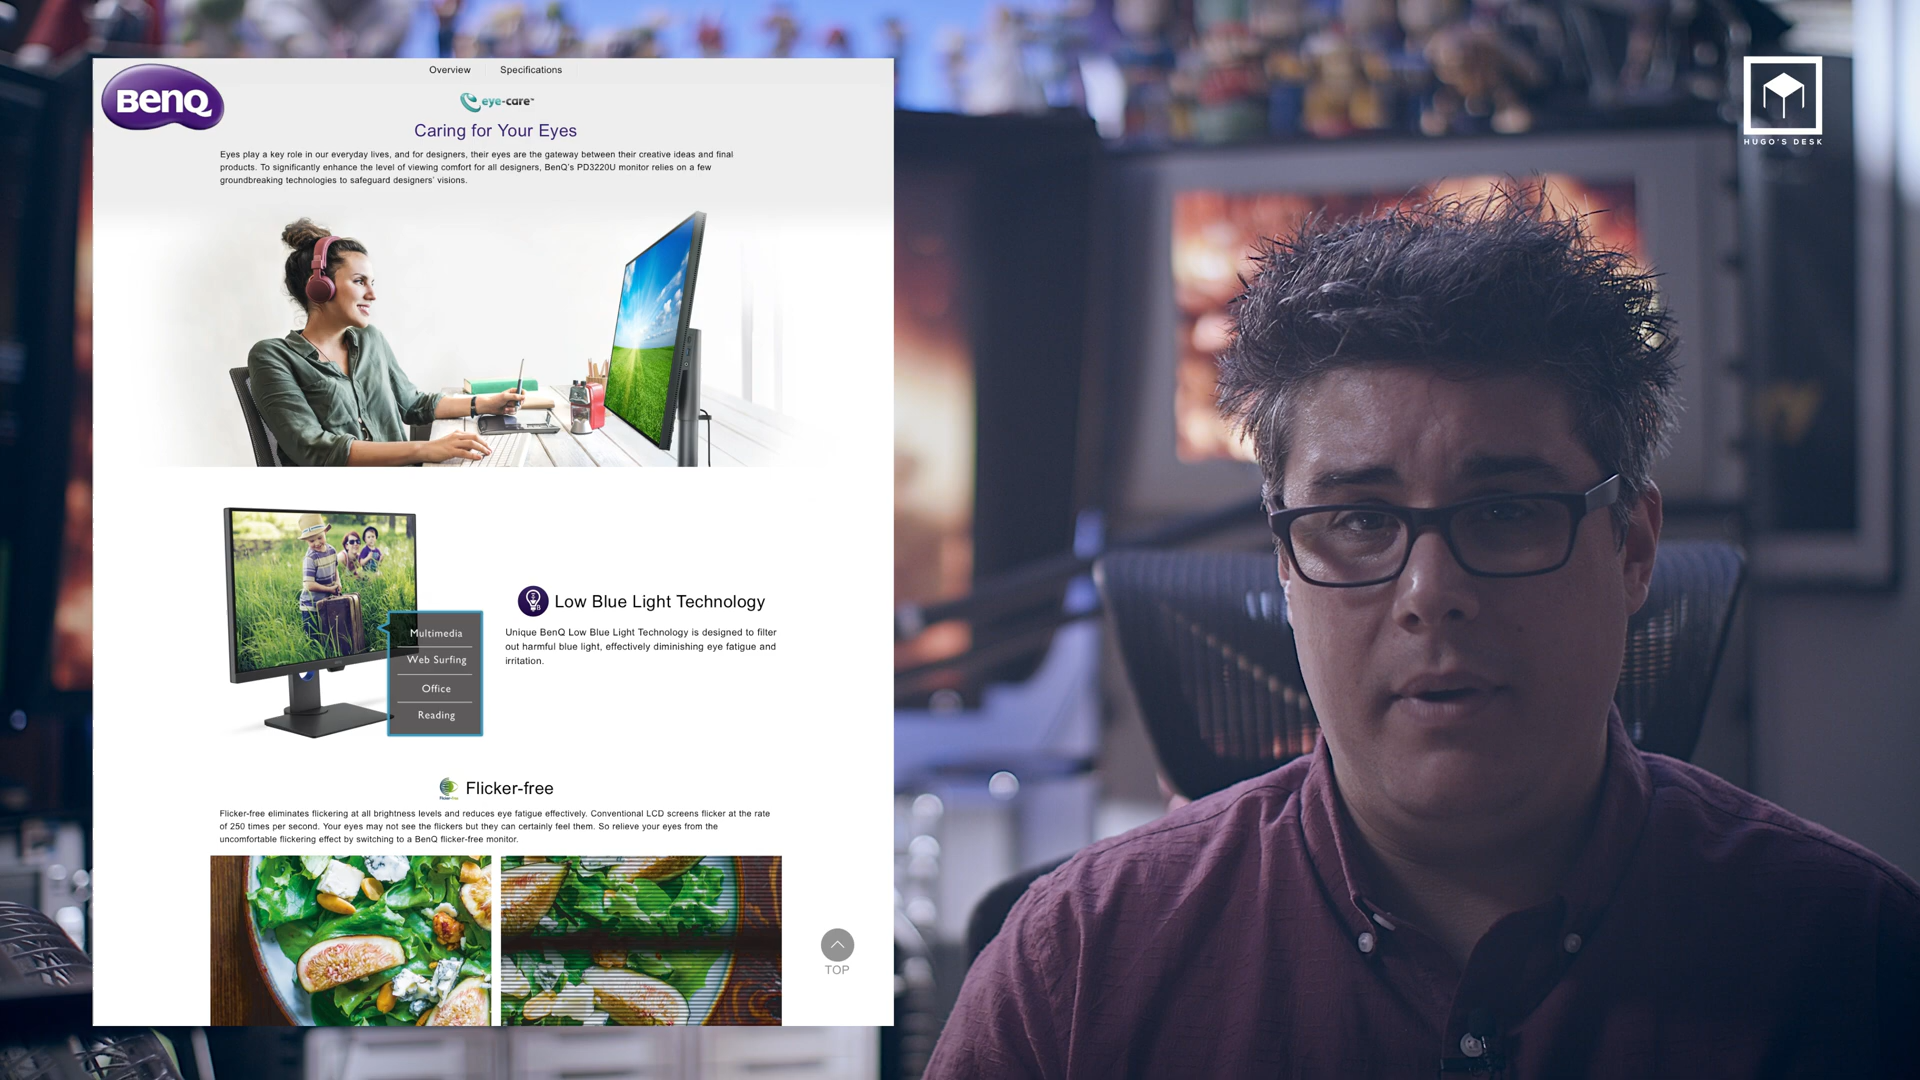 BenQ
Overview Specifications
eye-care™
Caring for Your Eyes
Eyes play a key role in our everyday lives, and for designers, their eyes are the gateway between their creative ideas and final
products. To significantly enhance the level of viewing comfort for all designers, BenQ's PD3220U monitor relies on a few
groundbreaking technologies to safeguard designers' visions.
HUGO'S DESK
Low Blue Light Technology
Unique BenQ Low Blue Light Technology is designed to filter
out harmful blue light, effectively diminishing eye fatigue and
irritation.
Multimedia
Web Surfing
Office
Reading
Flicker-free
Flicker-free eliminates flickering at all brightness levels and reduces eye fatigue effectively. Conventional LCD screens flicker at the rate
of 250 times per second. Your eyes may not see the flickers but they can certainly feel them. So relieve your eyes from the
uncomfortable flickering effect by switching to a BenQ flicker-free monitor.
TOP